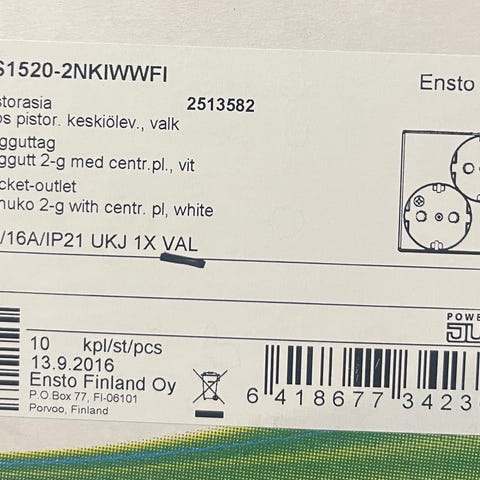 S1520-2NKIWWFI
Ensto
storasia 2513582
os pistor. keskiölev., valk
gguttag
ggutt 2-g med centr.pl., vit
cket-outlet
huko 2-g with centr. pl, white
/16A/IP21 UKJ 1X VAL
POWE
10 kpl/st/pcs
13.9.2016
Ensto Finland Oy
P.O.Box 77, FI-06101
Porvoo, Finland
6 418677 3423